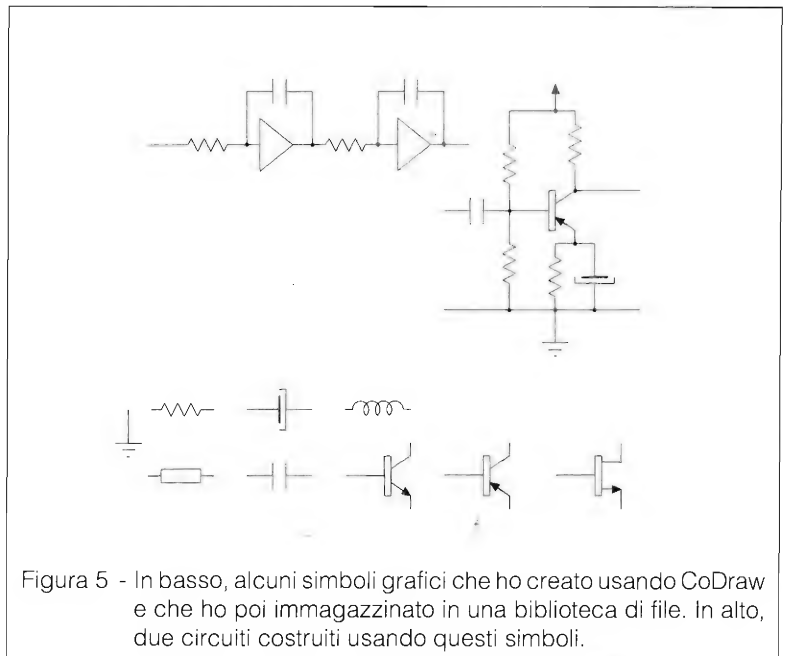 Figura 5 - In basso, alcuni simboli grafici che ho creato usando CoDraw
e che ho poi immagazzinato in una biblioteca di file. In alto,
due circuiti costruiti usando questi simboli.